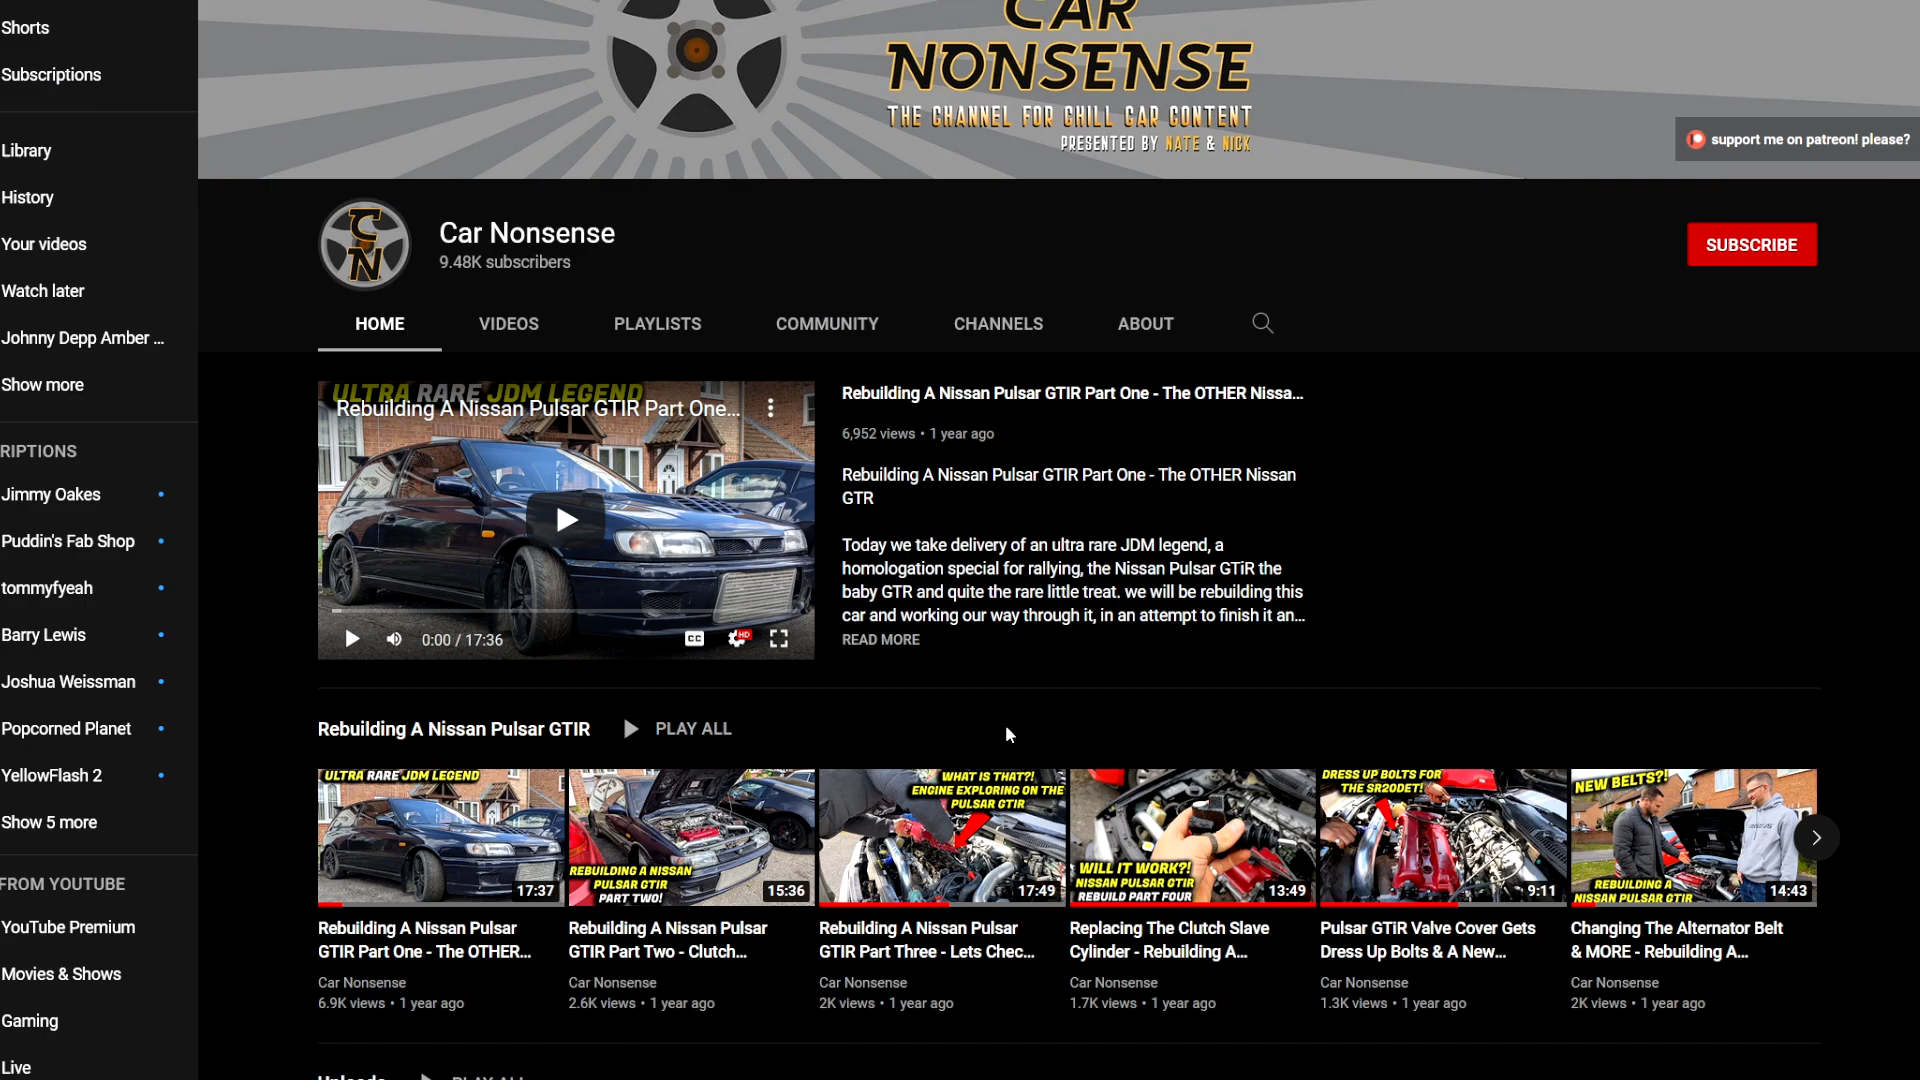 Shorts
Subscriptions
Library
History
Your videos
Watch later
Johnny Depp Amber ...
Show more
RIPTIONS
Jimmy Oakes
Puddin's Fab Shop
tommyfyeah
Barry Lewis
Joshua Weissman
Popcorned Planet
YellowFlash 2
Show 5 more
FROM YOUTUBE
YouTube Premium
Movies & Shows
Gaming
Live
CAR
NONSENSE
THE CHANNEL FOR CHILL CAR CONTENT
PRESENTED BY NATE & NICK
support me on patreon! please?
CN
Car Nonsense
9.48K subscribers
SUBSCRIBE
HOME VIDEOS PLAYLISTS COMMUNITY CHANNELS ABOUT
ULTRA RARE JDM LEGEND
Rebuilding A Nissan Pulsar GTIR Part One...
0:00 / 17:36
CC
HD
Rebuilding A Nissan Pulsar GTIR Part One - The OTHER Nissa...
6,952 views • 1 year ago
Rebuilding A Nissan Pulsar GTIR Part One - The OTHER Nissan
GTR
Today we take delivery of an ultra rare JDM legend, a
homologation special for rallying, the Nissan Pulsar GTiR the
baby GTR and quite the rare little treat. we will be rebuilding this
car and working our way through it, in an attempt to finish it an...
READ MORE
Rebuilding A Nissan Pulsar GTIR PLAY ALL
ULTRA RARE JDM LEGEND
17:37
Rebuilding A Nissan Pulsar
GTIR Part One - The OTHER...
Car Nonsense
6.9K views • 1 year ago
REBUILDING A NISSAN
PULSAR GTIR
PART TWO!
15:36
Rebuilding A Nissan Pulsar
GTIR Part Two - Clutch...
Car Nonsense
2.6K views • 1 year ago
WHAT IS THAT?!
ENGINE EXPLORING ON THE
PULSAR GTIR
17:49
Rebuilding A Nissan Pulsar
GTIR Part Three - Lets Chec...
Car Nonsense
2K views • 1 year ago
WILL IT WORK?!
NISSAN PULSAR GTIR
REBUILD PART FOUR
13:49
Replacing The Clutch Slave
Cylinder - Rebuilding A...
Car Nonsense
1.7K views • 1 year ago
DRESS UP BOLTS FOR
THE SR20DET!
9:11
Pulsar GTiR Valve Cover Gets
Dress Up Bolts & A New...
Car Nonsense
1.3K views • 1 year ago
NEW BELTS?!
REBUILDING A
NISSAN PULSAR GTIR
14:43
Changing The Alternator Belt
& MORE - Rebuilding A...
Car Nonsense
2K views • 1 year ago
Uploads PLAY ALL